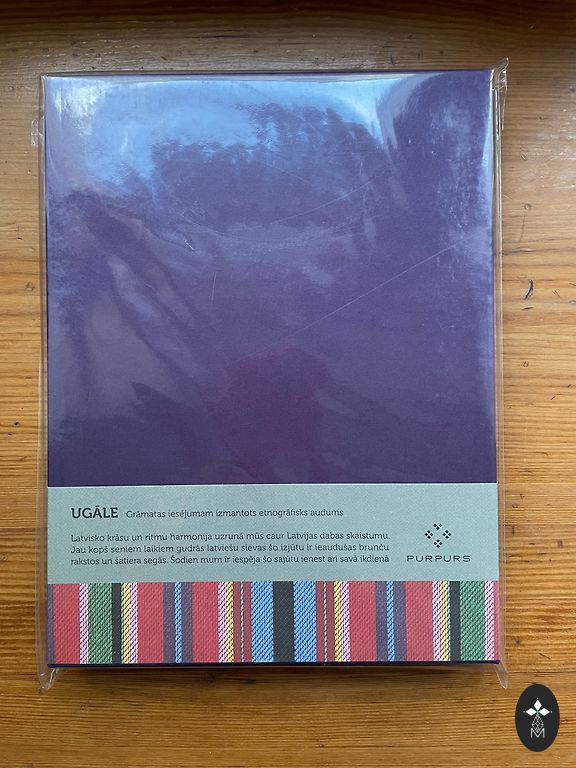 UGĀLE Grāmatas iesējumam izmantots etnogrāfisks audums
Latvisko krāsu un ritmu harmonija uzrunā mūs caur Latvijas dabas skaistumu.
Jau kopš seniem laikiem gudrās latviešu sievas šo izjūtu ir ieaudušas brunču
rakstos un šatiera segās. Šodien mum ir iespēja šo sajūtu ienest arī savā ikdienā
PURPURS
M